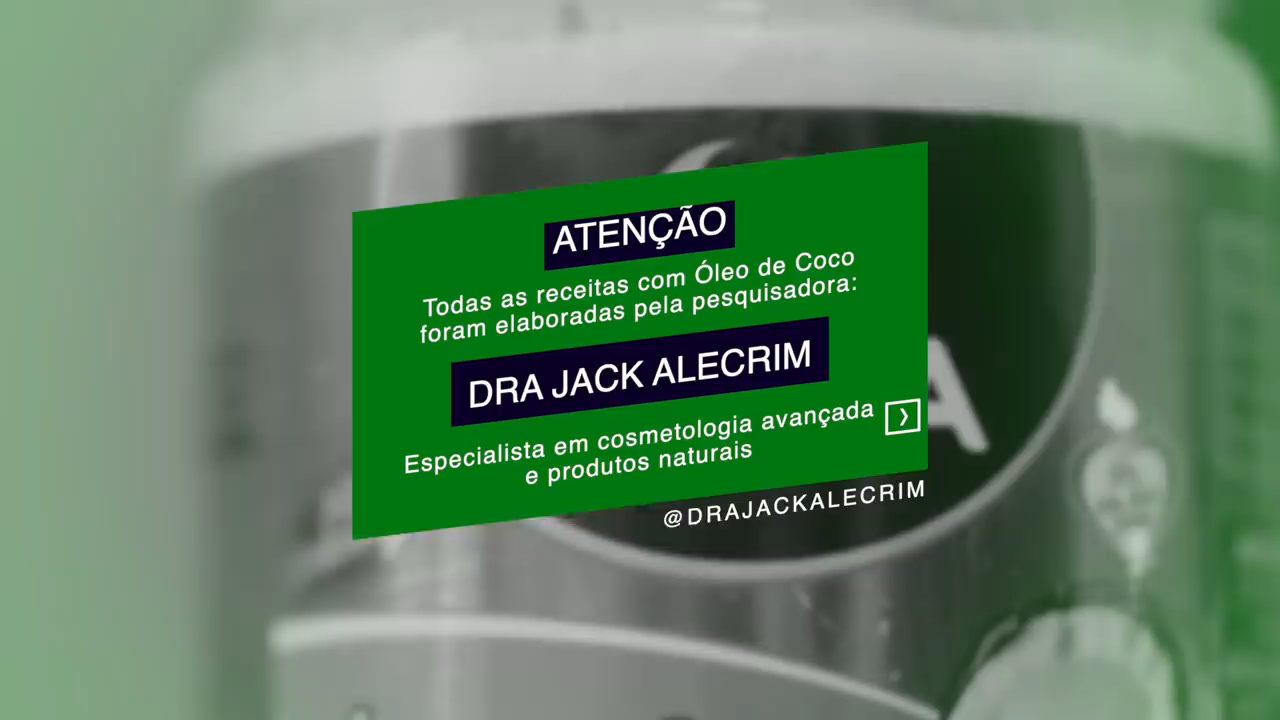 ATENÇÃO
Todas as receitas com Óleo de Coco
foram elaboradas pela pesquisadora:
DRA JACK ALECRIM
Especialista em cosmetologia avançada
e produtos naturais
@DRAJACKALECRIM